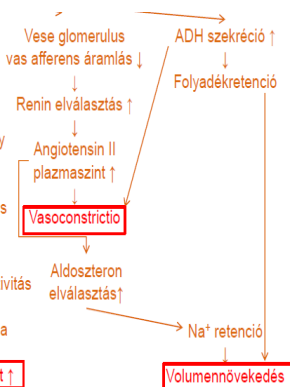 Vese glomerulus
vas afferens áramlás ↓
ADH szekréció ↑
Folyadékretenció
Renin elválasztás ↑
Angiotensin II
plazmaszint ↑
Vasoconstrictio
Aldoszteron
elválasztás↑
Na⁺ retenció
Volumennövekedés